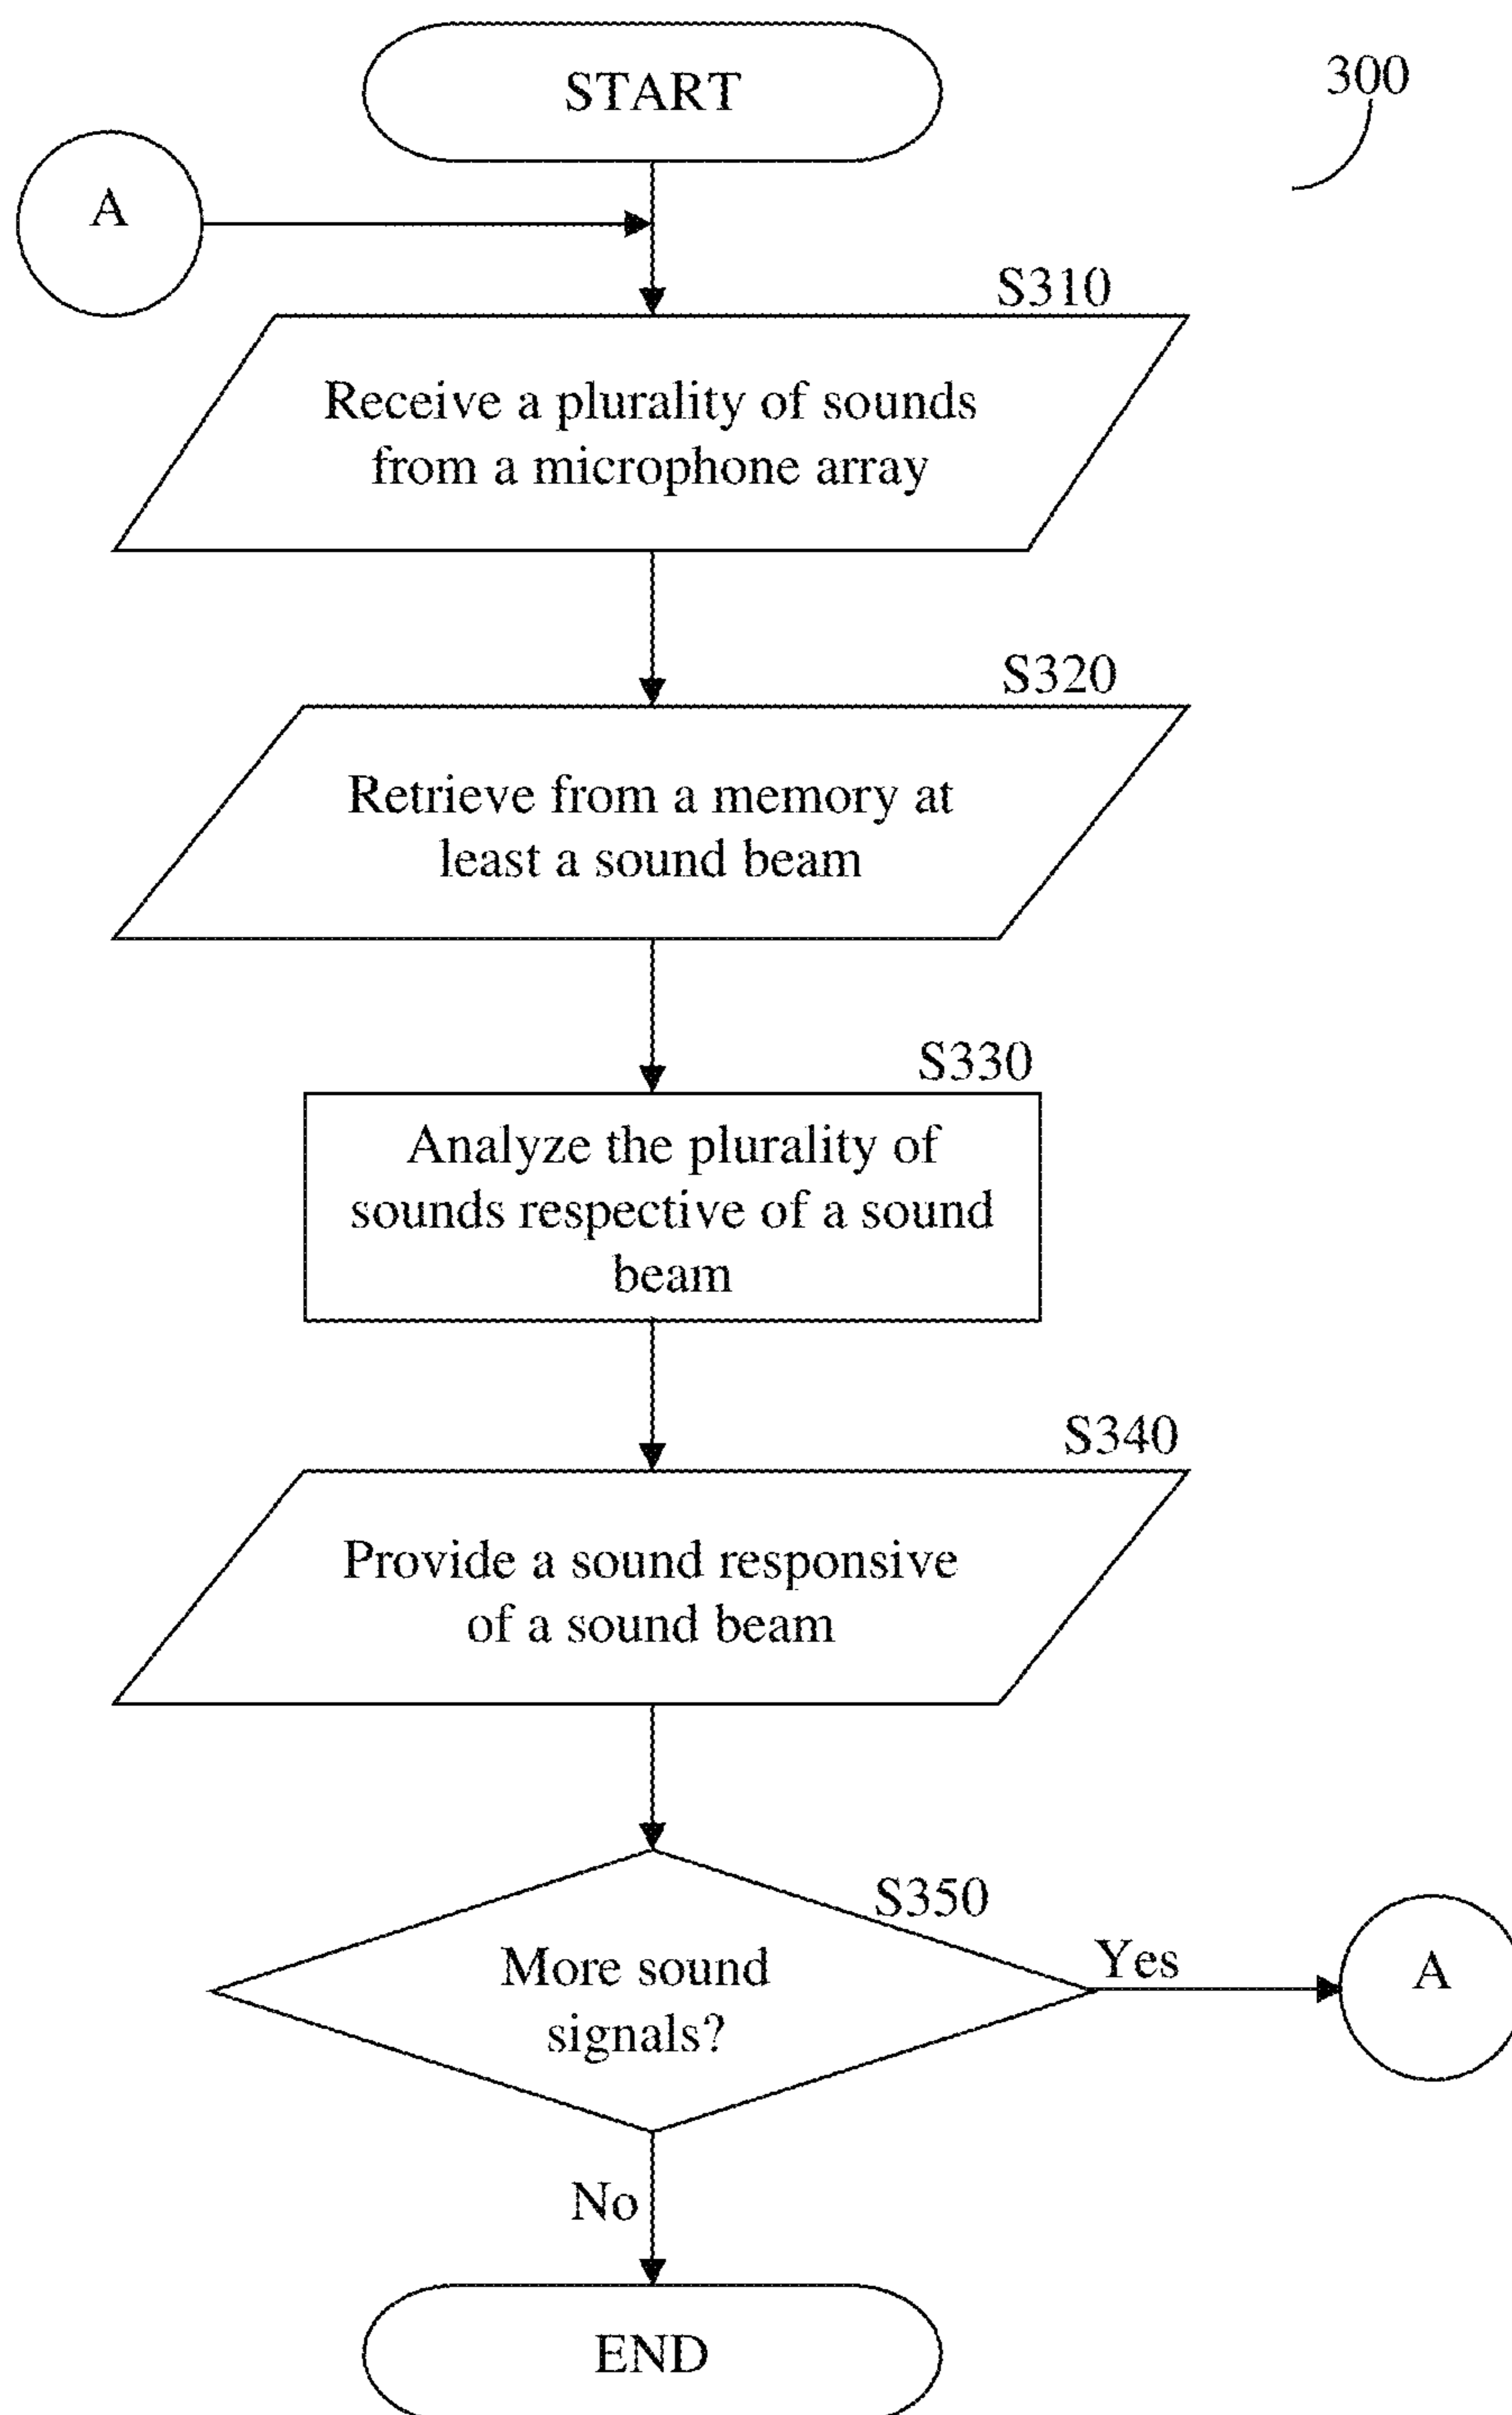 START
300
A
S310
Receive a plurality of sounds
from a microphone array
S320
Retrieve from a memory at
least a sound beam
S330
Analyze the plurality of
sounds respective of a sound
beam
S340
Provide a sound responsive
of a sound beam
S350
More sound
signals?
Yes
A
No
END